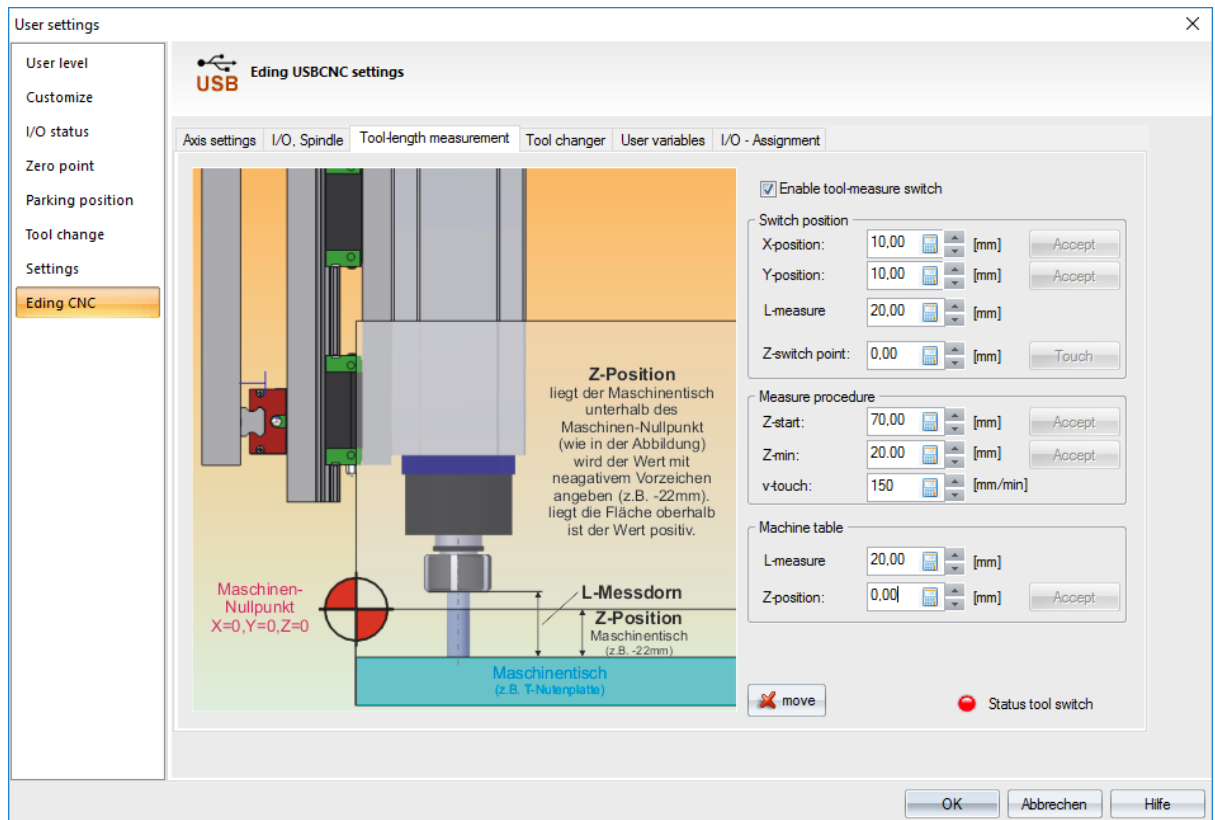 User settings
User level
Customize
I/O status
Zero point
Parking position
Tool change
Settings
Eding CNC
USB
Eding USBCNC settings
Axis settings
I/O, Spindle
Tool-length measurement
Tool changer
User variables
I/O - Assignment
Z-Position
liegt der Maschinentisch
unterhalb des
Maschinen-Nullpunkt
(wie in der Abbildung)
wird der Wert mit
neagativem Vorzeichen
angeben (z.B. -22mm).
liegt die Fläche oberhalb
ist der Wert positiv.
Maschinen-
Nullpunkt
X=0,Y=0,Z=0
L-Messdorn
Z-Position
Maschinentisch
(z.B. -22mm)
Maschinentisch
(z.B. T-Nutenplatte)
Enable tool-measure switch
Switch position
X-position: 10,00 [mm] Accept
Y-position: 10,00 [mm] Accept
L-measure 20,00 [mm]
Z-switch point: 0,00 [mm] Touch
Measure procedure
Z-start: 70,00 [mm] Accept
Z-min: 20.00 [mm] Accept
v-touch: 150 [mm/min]
Machine table
L-measure 20,00 [mm]
Z-position: 0,00 [mm] Accept
move
Status tool switch
OK
Abbrechen
Hilfe